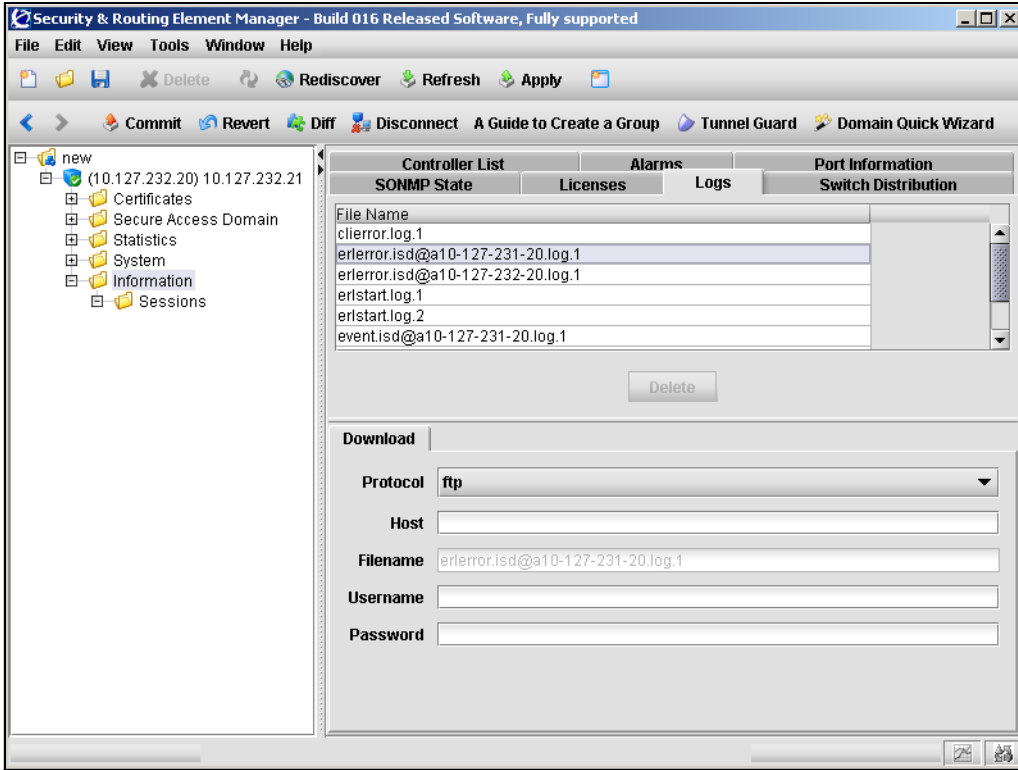 Security & Routing Element Manager - Build 016 Released Software, Fully supported
File Edit View Tools Window Help
Delete Rediscover Refresh Apply
Commit Revert Diff Disconnect A Guide to Create a Group Tunnel Guard Domain Quick Wizard
new
(10.127.232.20) 10.127.232.21
Certificates
Secure Access Domain
Statistics
System
Information
Sessions
Controller List Alarms Port Information
SONMP State Licenses Logs Switch Distribution
File Name
clierror.log.1
erlerror.isd@a10-127-231-20.log.1
erlerror.isd@a10-127-232-20.log.1
erlstart.log.1
erlstart.log.2
event.isd@a10-127-231-20.log.1
Delete
Download
Protocol ftp
Host
Filename erlerror.isd@a10-127-231-20.log.1
Username
Password